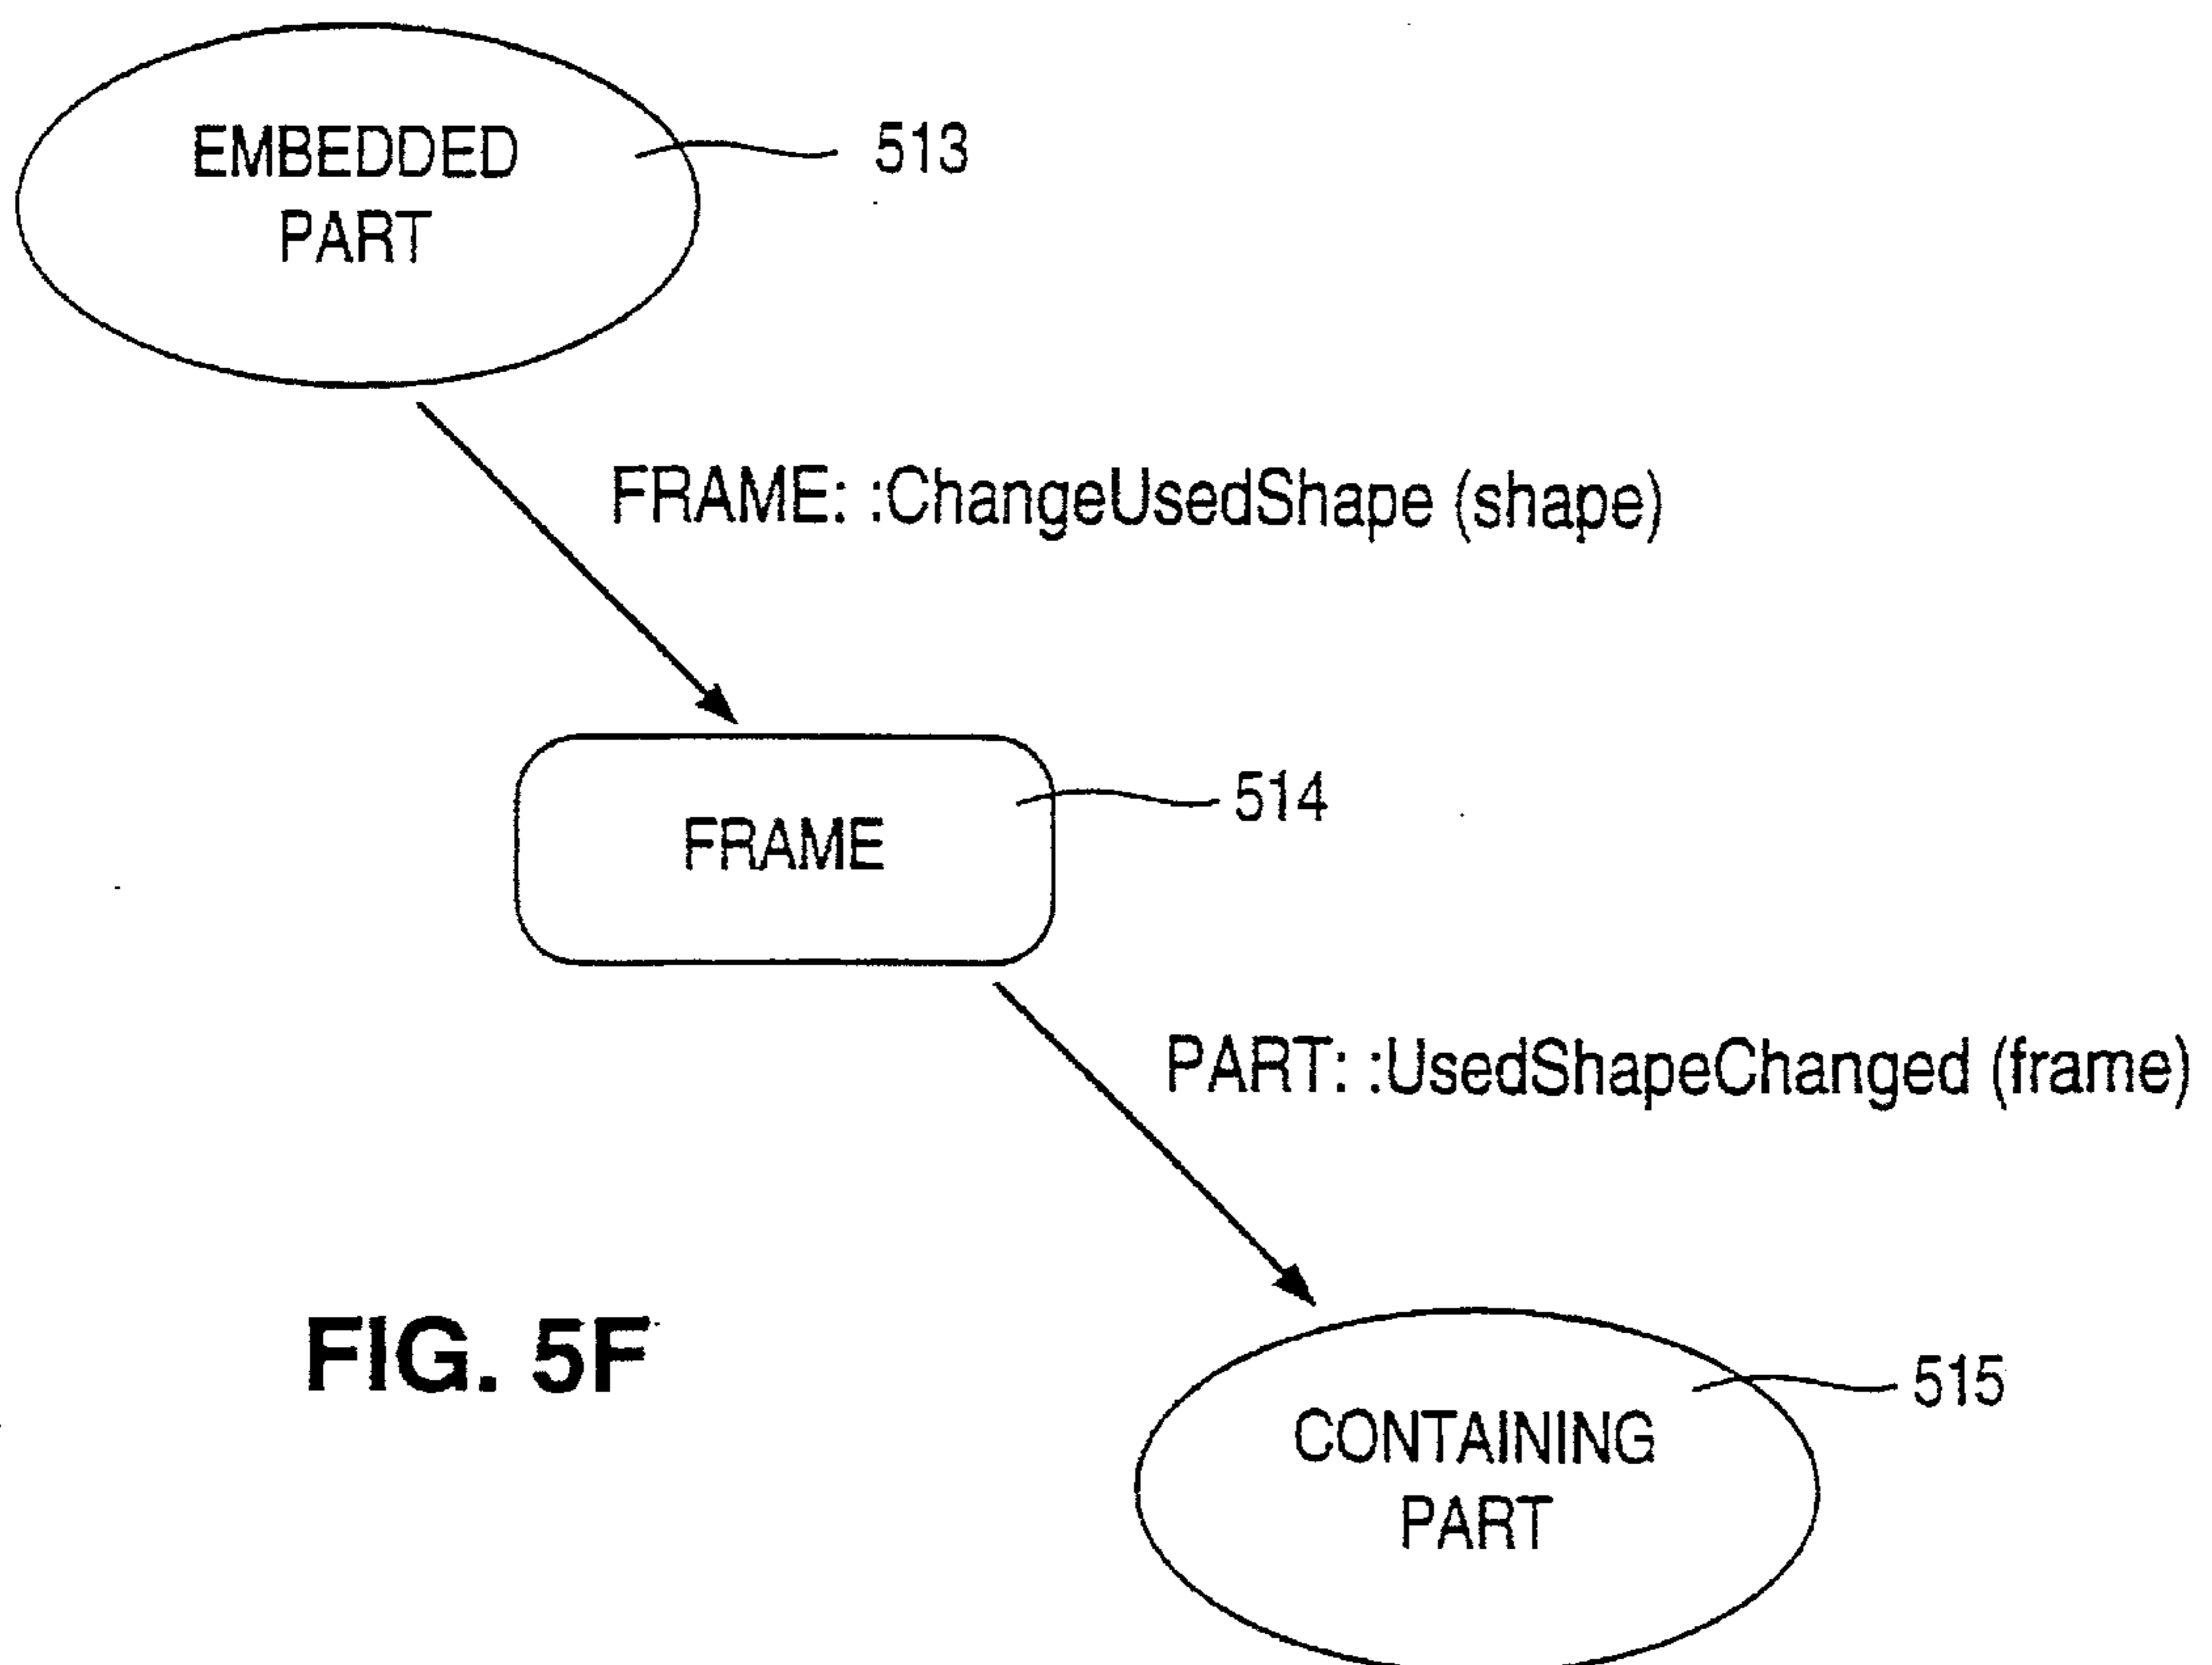 EMBEDDED
PART
513
FRAME: :ChangeUsedShape (shape)
FRAME
514
PART: :UsedShapeChanged (frame)
FIG. 5F
CONTAINING
PART
515